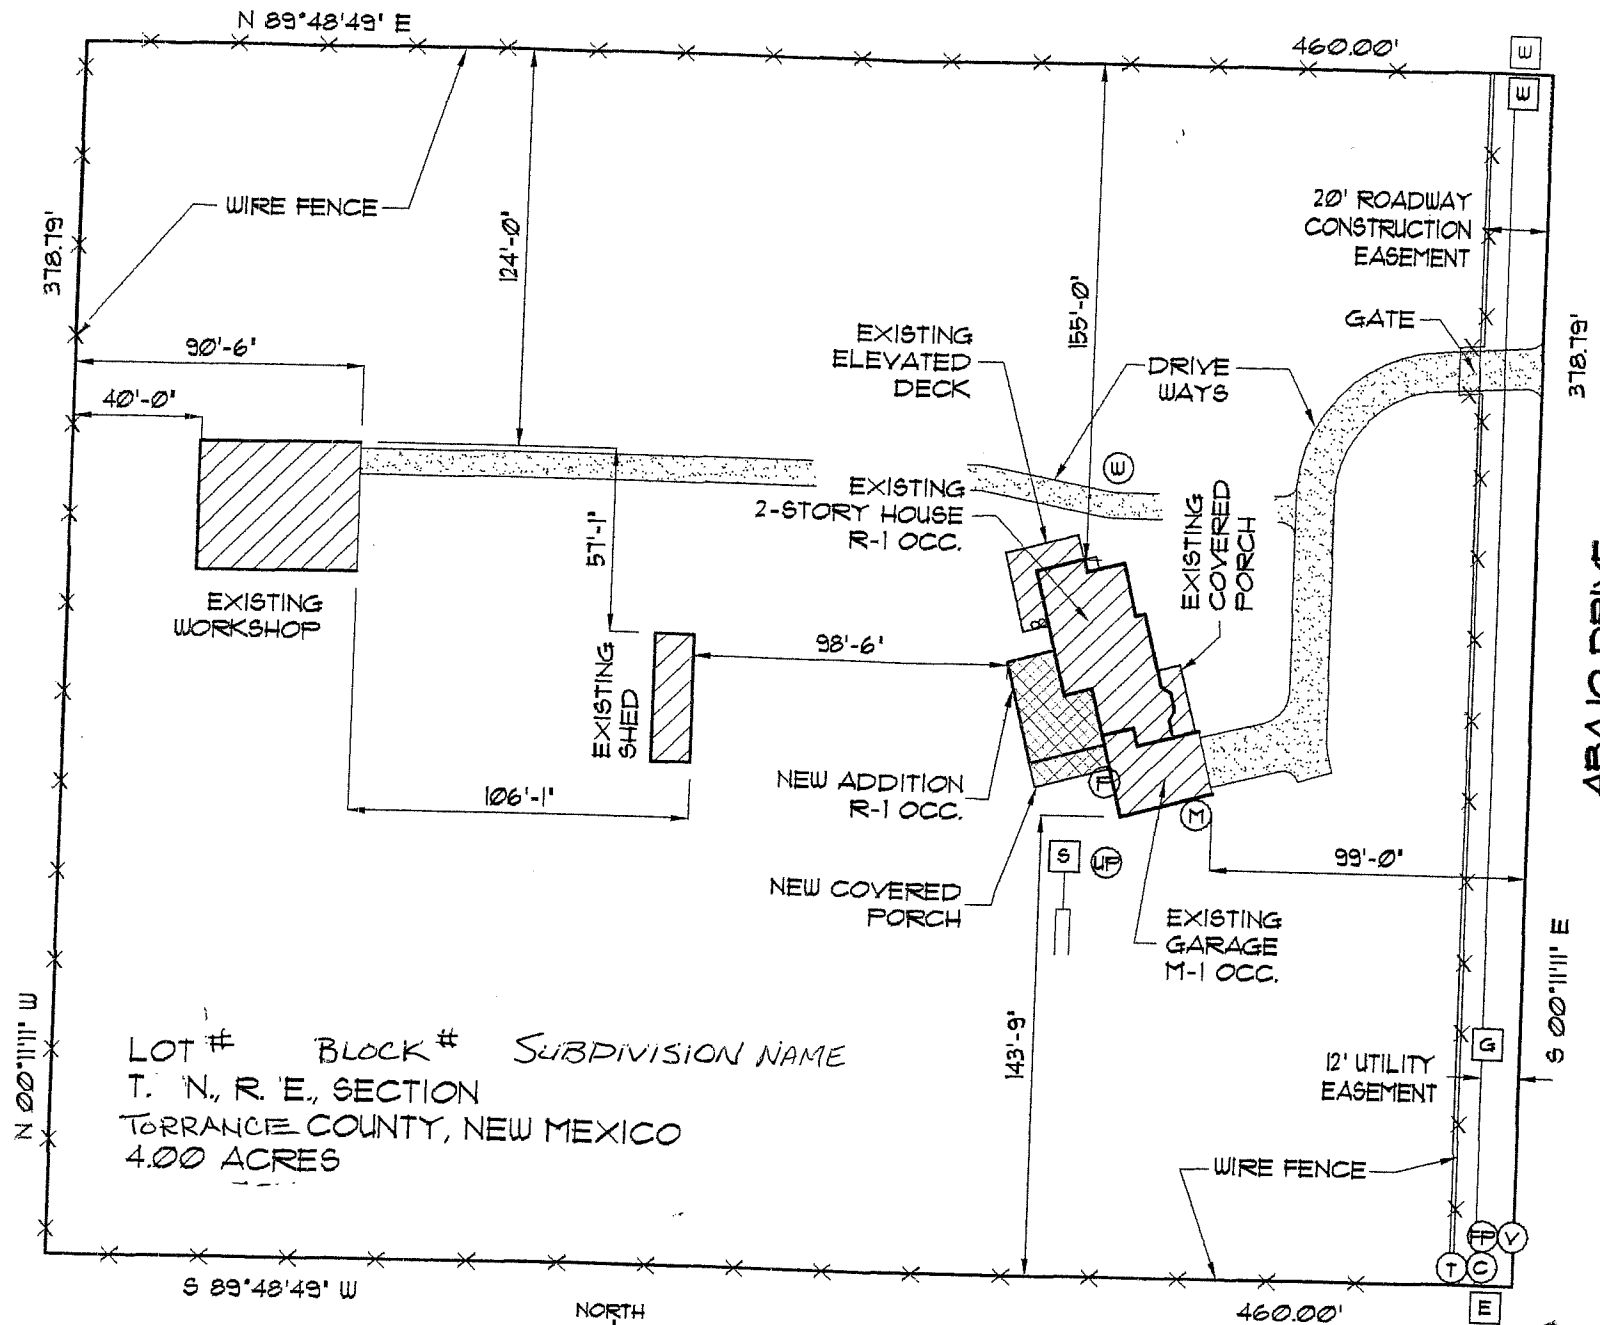 N 89°48'49" E
460.00'
W
W
WIRE FENCE
378.79'
124'-0"
155'-0"
20' ROADWAY
CONSTRUCTION
EASEMENT
GATE
378.79'
90'-6"
40'-0"
EXISTING
ELEVATED
DECK
DRIVE
WAYS
W
EXISTING
2-STORY HOUSE
R-1 OCC.
EXISTING
COVERED
PORCH
57'-1"
EXISTING
WORKSHOP
EXISTING
SHED
98'-6"
ABAJO DRIVE
106'-1"
NEW ADDITION
R-1 OCC.
P
M
S
UP
99'-0"
NEW COVERED
PORCH
EXISTING
GARAGE
M-1 OCC.
143'-9"
N 00°11'11" W
S 00°11'11" E
G
12' UTILITY
EASEMENT
LOT # BLOCK # SUBDIVISION NAME
T. N., R. E., SECTION
TORRANCE COUNTY, NEW MEXICO
4.00 ACRES
WIRE FENCE
PP
V
T
C
E
S 89°48'49" W
NORTH
460.00'